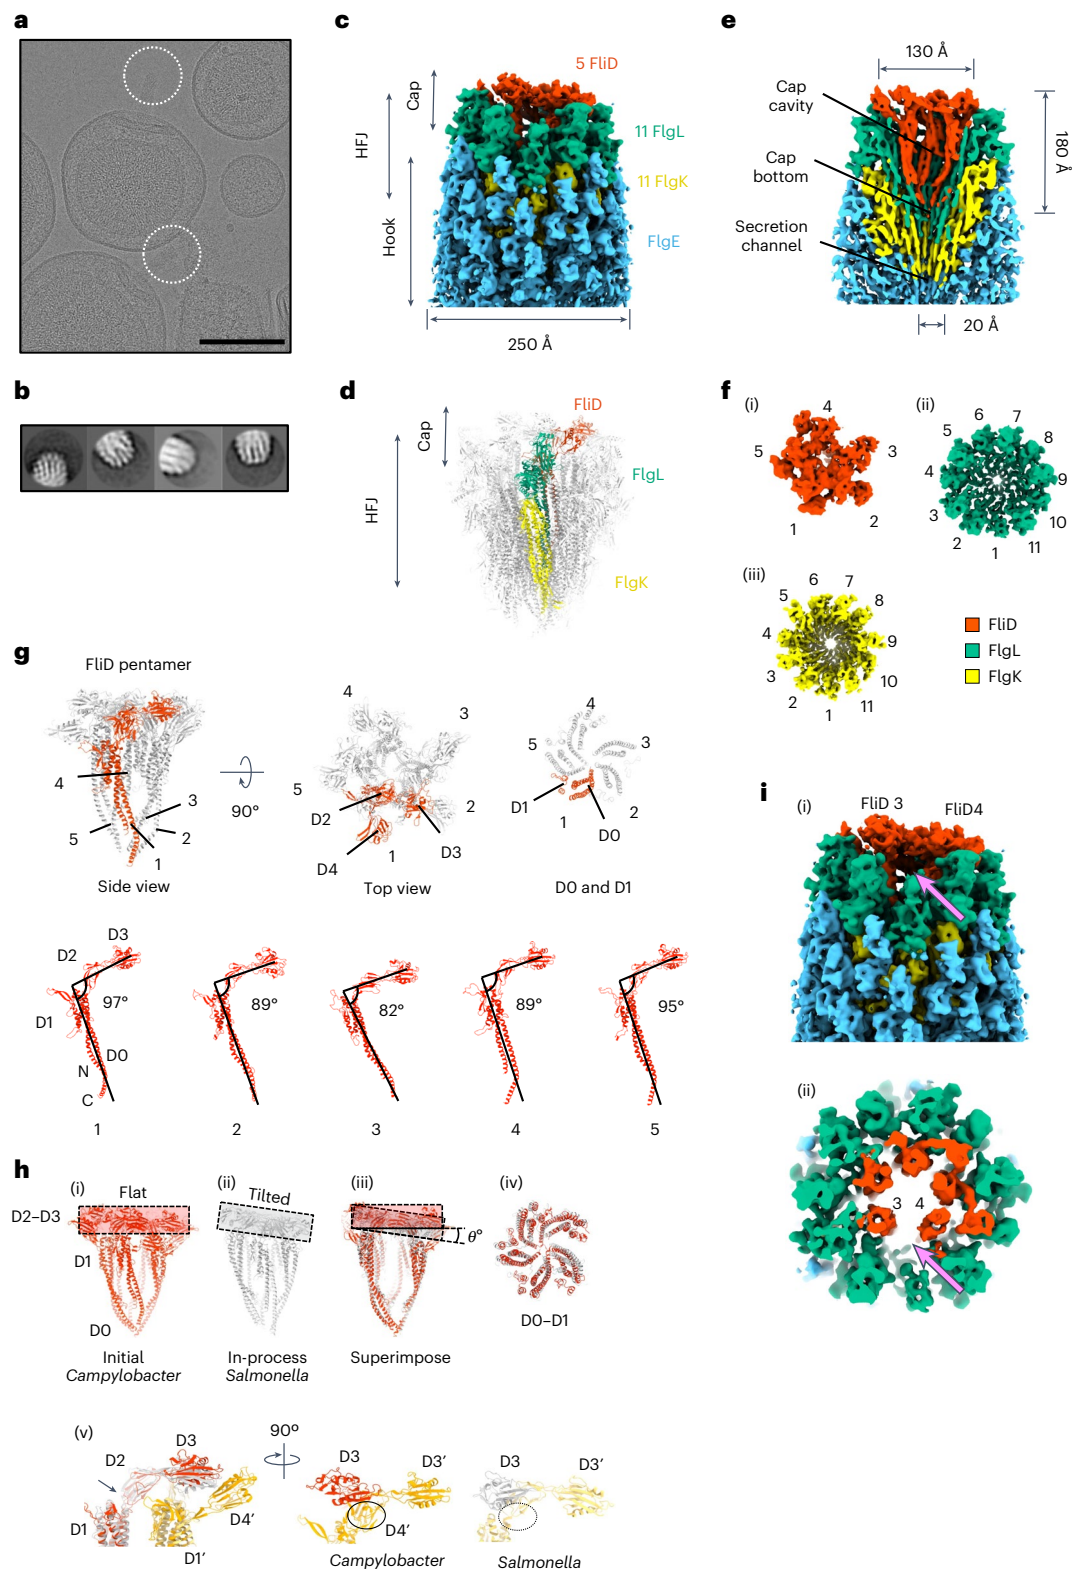 a
b
c
5 FliD
Cap
HFJ
11 FlgL
11 FlgK
Hook
FlgE
250 Å
d
FliD
Cap
FlgL
HFJ
FlgK
e
130 Å
Cap
cavity
Cap
bottom
180 Å
Secretion
channel
20 Å
f
(i)
4
5
3
1
2
(ii)
6
7
5
8
4
9
3
10
2
1
11
(iii)
6
7
5
8
4
9
3
10
2
1
11
FliD
FlgL
FlgK
g
FliD pentamer
4
3
5
2
1
Side view
90°
4
3
5
2
D2
D3
D4
1
Top view
4
5
3
D1
1
2
D0
D0 and D1
D3
D2
97°
D1
D0
N
C
1
89°
2
82°
3
89°
4
95°
5
h
(i)
Flat
D2–D3
D1
D0
Initial
Campylobacter
(ii)
Tilted
In-process
Salmonella
(iii)
θ°
Superimpose
(iv)
D0–D1
(v)
D3
D2
D1
D4′
D1′
90°
D3
D3′
D4′
Campylobacter
D3
D3′
Salmonella
i
(i)
FliD 3
FliD4
(ii)
3
4